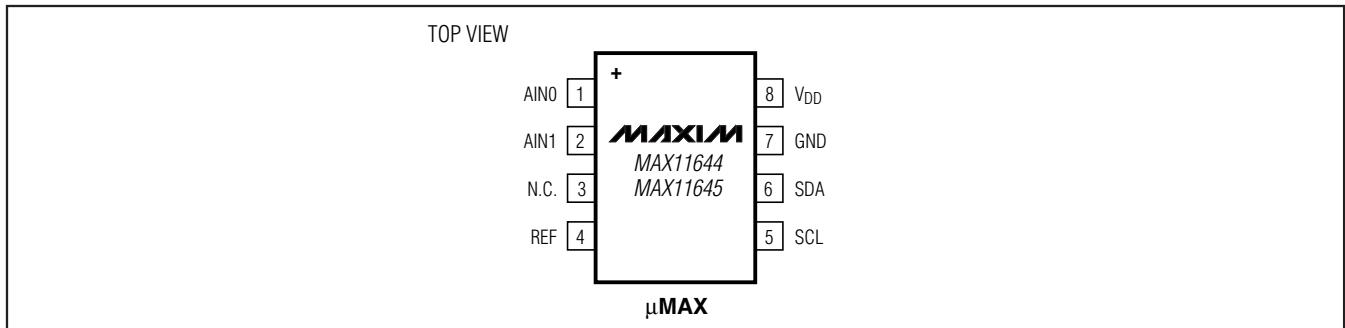 TOP VIEW
+
AIN0 1
8 VDD
AIN1 2
MAXIM
7 GND
MAX11644
N.C. 3
MAX11645
6 SDA
REF 4
5 SCL
μMAX